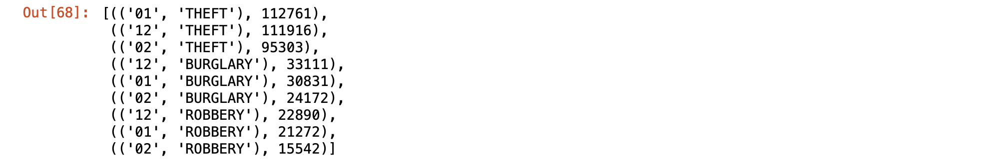 Out[68]: [(('01', 'THEFT'), 112761),
(('12', 'THEFT'), 111916),
(('02', 'THEFT'), 95303),
(('12', 'BURGLARY'), 33111),
(('01', 'BURGLARY'), 30831),
(('02', 'BURGLARY'), 24172),
(('12', 'ROBBERY'), 22890),
(('01', 'ROBBERY'), 21272),
(('02', 'ROBBERY'), 15542)]